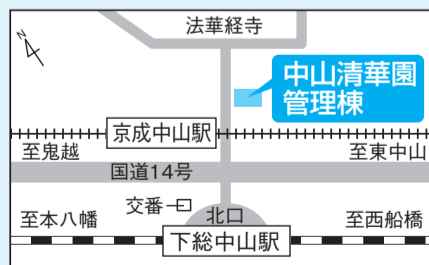 法華経寺
N
中山清華園
管理棟
京成中山駅
至鬼越
至東中山
国道14号
交番
北口
至本八幡
至西船橋
下総中山駅